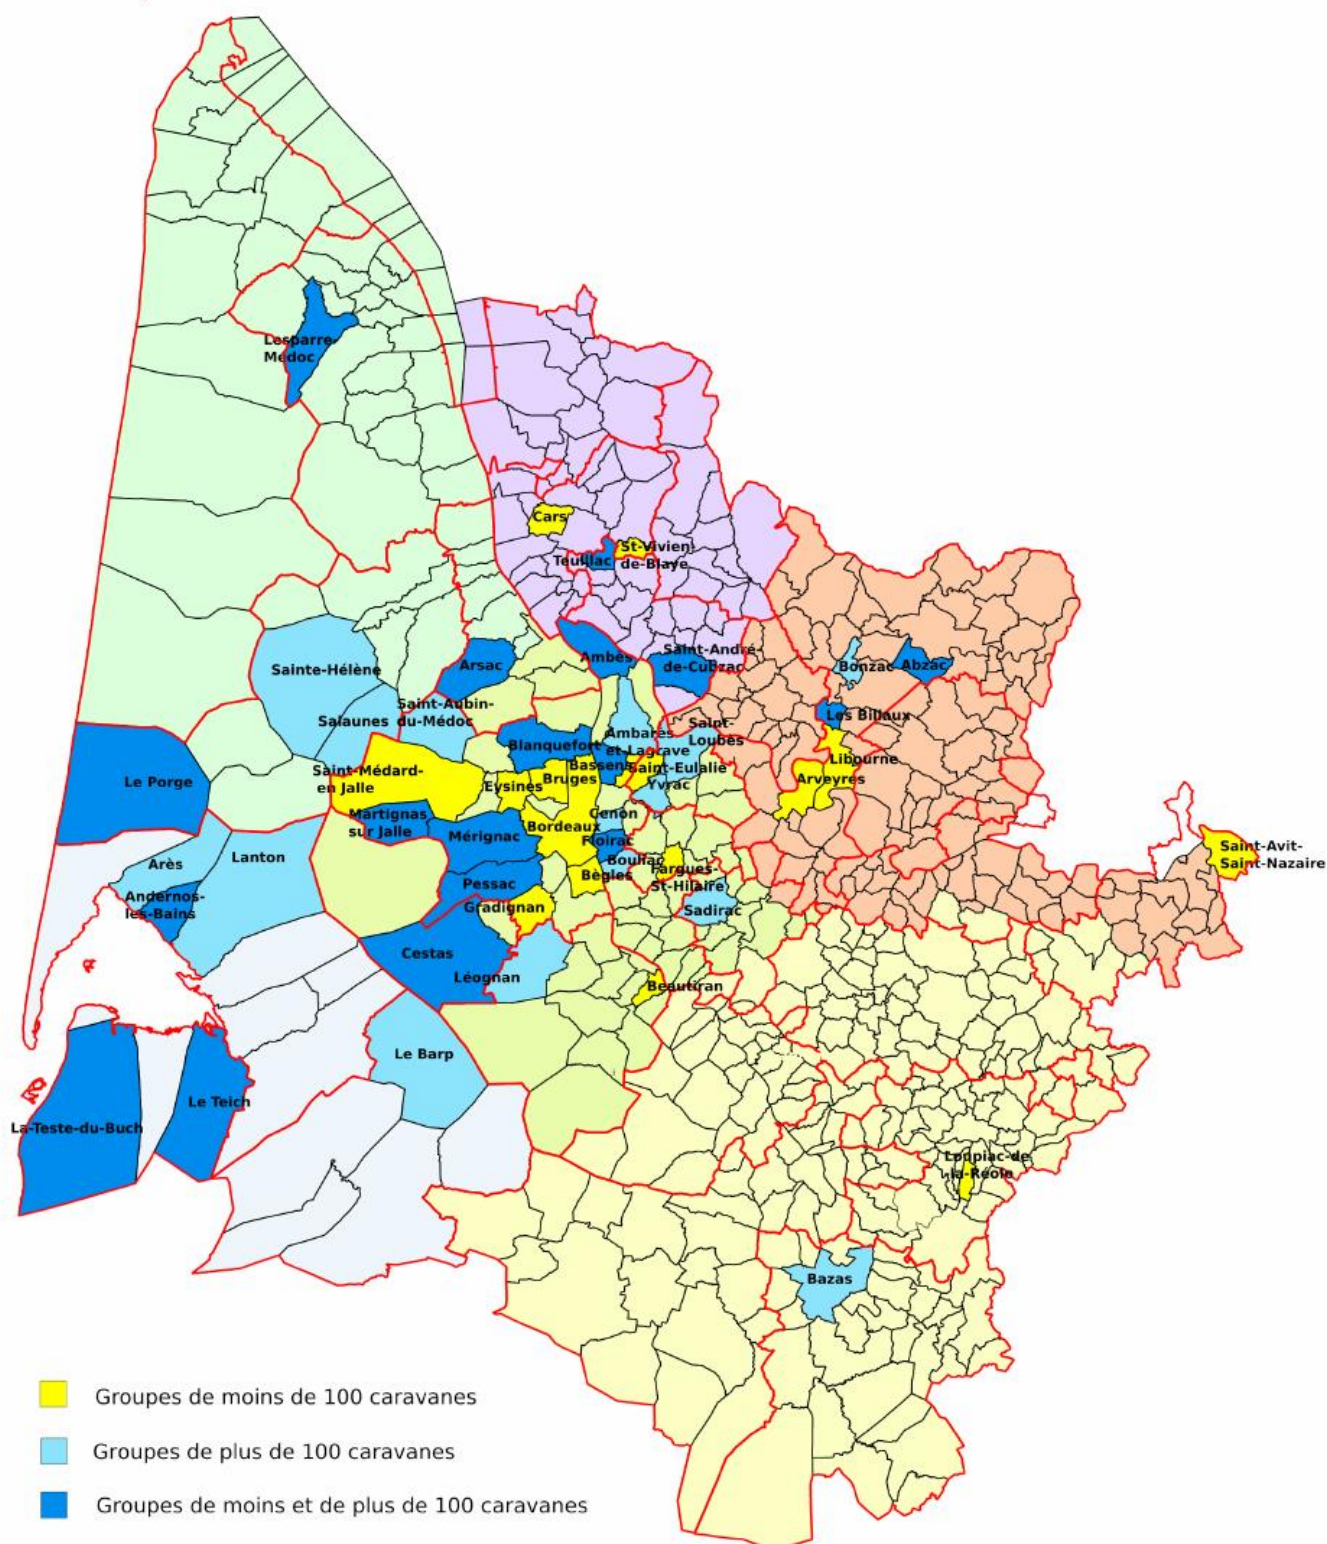 Lesparre-
Médoc
Cars
St-Vivien-
de-Blaye
Teuillac
Sainte-Hélène
Arsac
Ambès
Saint-André-
de-Cubzac
Bonzac
Abzac
Salaunes
Saint-Aubin-
du-Médoc
Les Billaux
Blanquefort
Ambarès
et-Lagrave
Saint-
Loubès
Libourne
Le Porge
Saint-Médard-
en Jalle
Eysines
Bruges
Bassens
Saint-Eulalie
Yvrac
Arveyres
Martignas
sur Jalle
Mérignac
Bordeaux
Cenon
Floirac
Arès
Lanton
Bouliac
Bègles
Fargues-
St-Hilaire
Saint-Avit-
Saint-Nazaire
Andernos-
les-Bains
Pessac
Gradignan
Sadirac
Cestas
Léognan
Beautiran
Le Barp
Le Teich
La-Teste-du-Buch
Loupiac-de
-la-Réole
Bazas
Groupes de moins de 100 caravanes
Groupes de plus de 100 caravanes
Groupes de moins et de plus de 100 caravanes